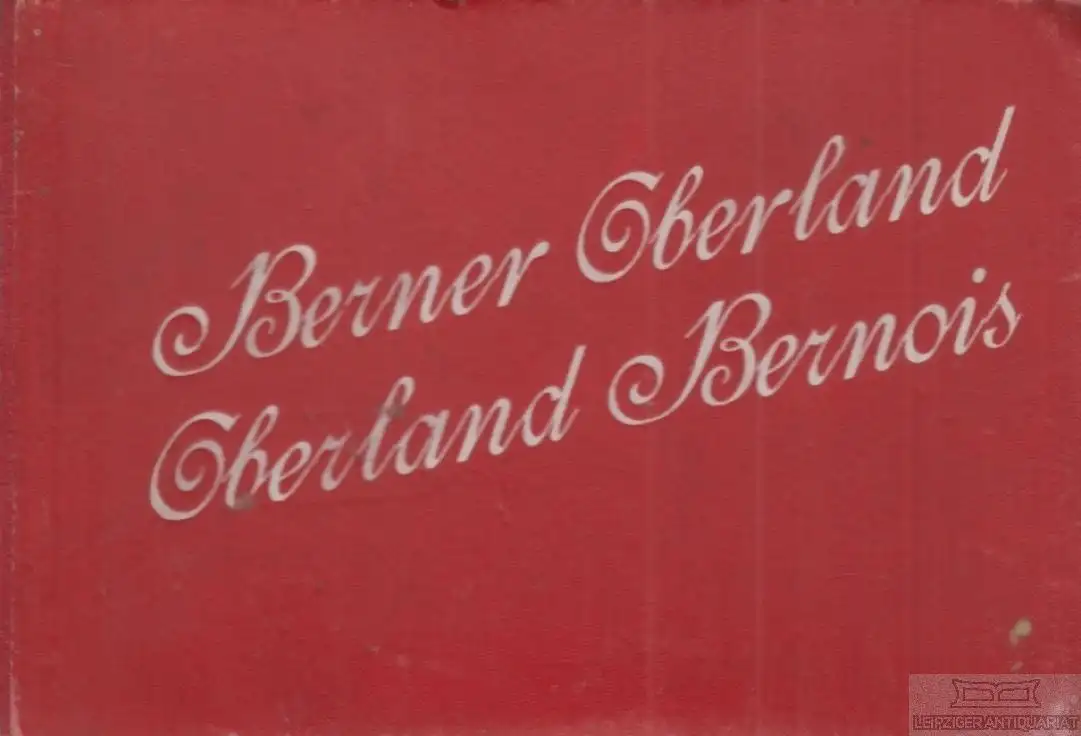 Berner Oberland
Oberland Bernois
LEIPZIGER ANTIQUARIAT